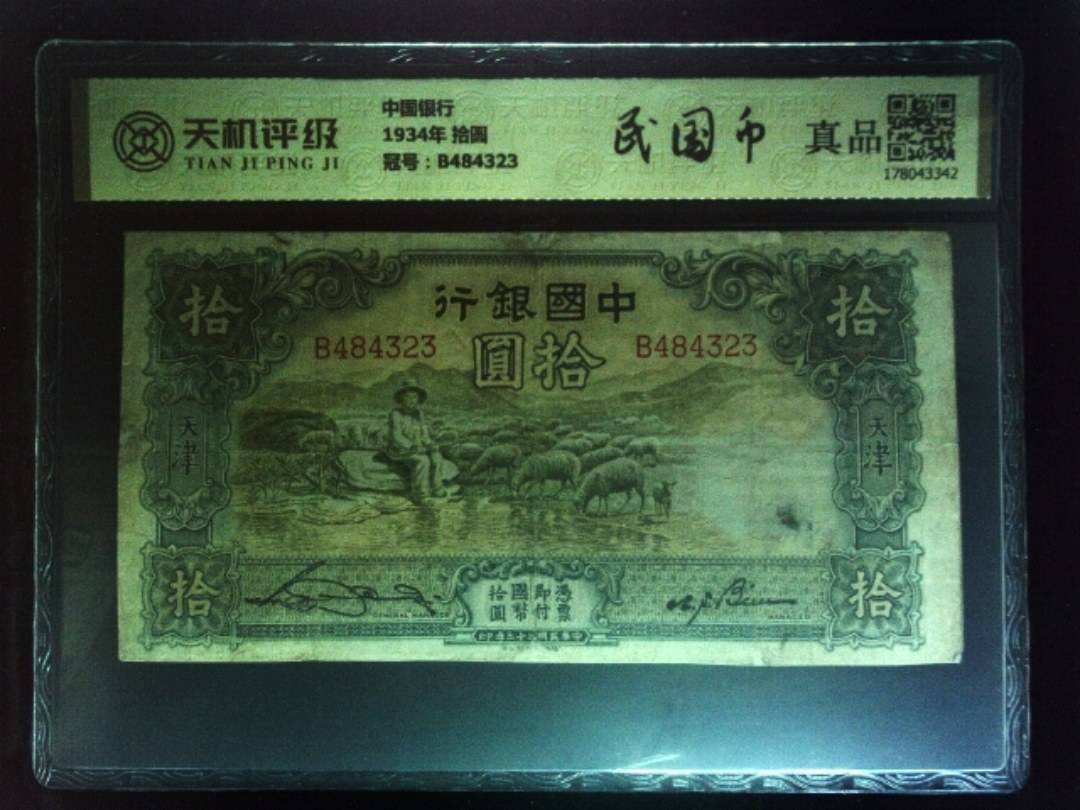 天机评级
TIAN JI PING JI
中国银行
1934年 拾圆
冠号：B484323
民国币
真品
178043342
行銀國中
拾
拾
B484323
圓拾
B484323
天津
天津
拾
拾
憑票
即付
國幣
拾圓